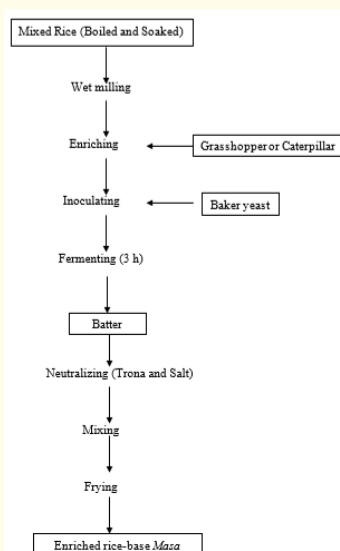 Mixed Rice (Boiled and Soaked)
Wet milling
Enriching
Grasshopper or Caterpillar
Inoculating
Baker yeast
Fermenting (3 h)
Batter
Neutralizing (Trona and Salt)
Mixing
Frying
Enriched rice-base Masa